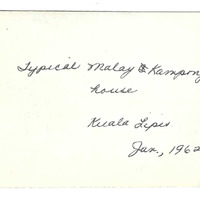 Typical Malay & Kampong
house
Kuala Lipis
Jan., 1962